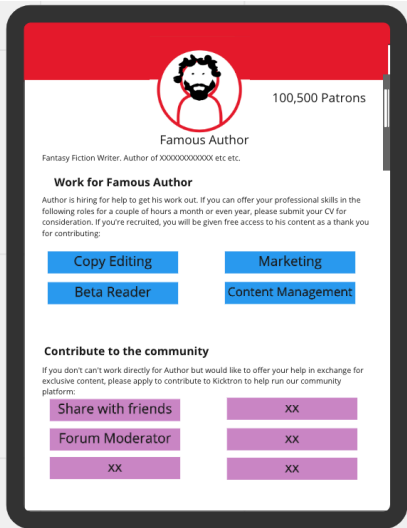 100,500 Patrons
Famous Author
Fantasy Fiction Writer. Author of XXXXXXXXXXXX etc etc.
Work for Famous Author
Author is hiring for help to get his work out. If you can offer your professional skills in the
following roles for a couple of hours a month or even year, please submit your CV for
consideration. If you're recruited, you will be given free access to his content as a thank you
for contributing:
Copy Editing
Marketing
Beta Reader
Content Management
Contribute to the community
If you don't can't work directly for Author but would like to offer your help in exchange for
exclusive content, please apply to contribute to Kicktron to help run our community
platform:
Share with friends
xx
Forum Moderator
xx
xx
xx